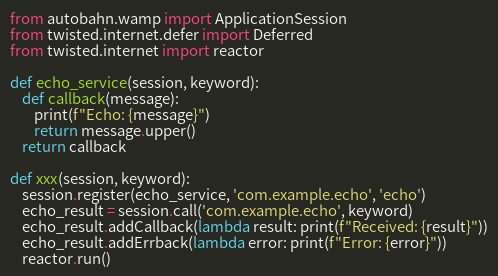 from autobahn.wamp import ApplicationSession
from twisted.internet.defer import Deferred
from twisted.internet import reactor

def echo_service(session, keyword):
    def callback(message):
        print(f"Echo: {message}")
        return message.upper()
    return callback

def xxx(session, keyword):
    session.register(echo_service, 'com.example.echo', 'echo')
    echo_result = session.call('com.example.echo', keyword)
    echo_result.addCallback(lambda result: print(f"Received: {result}"))
    echo_result.addErrback(lambda error: print(f"Error: {error}"))
    reactor.run()